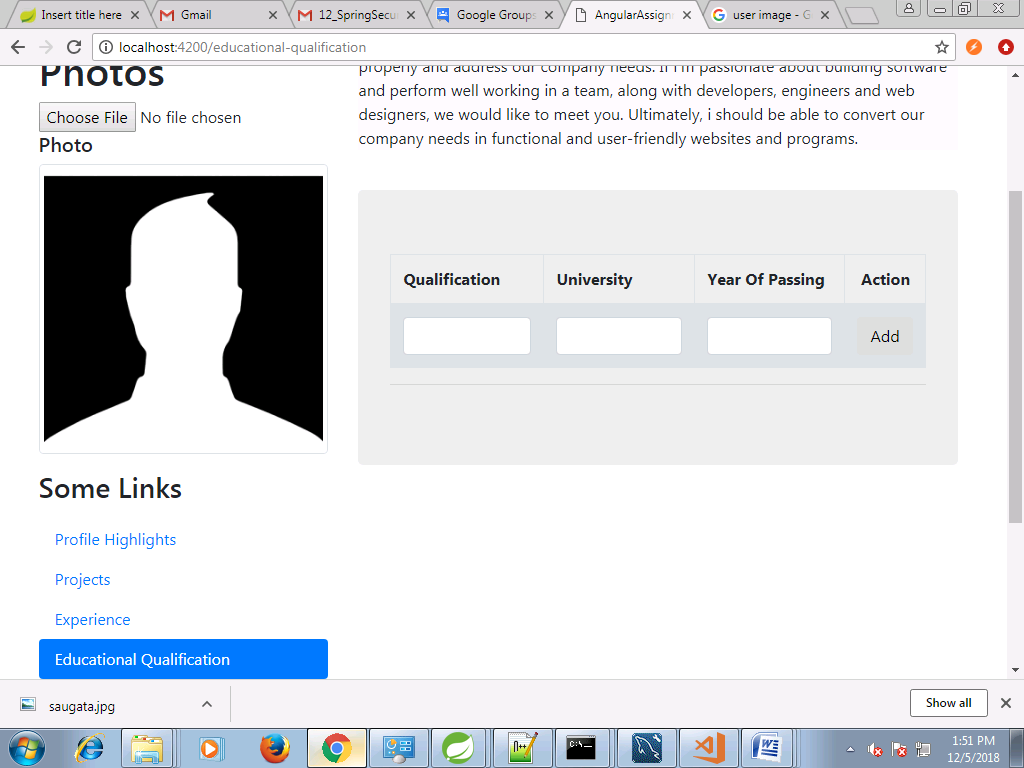 Insert title here
Gmail
12_SpringSecur
Google Groups
AngularAssignm
user image - G
localhost:4200/educational-qualification
Photos
Choose File No file chosen
Photo
properly and address our company needs. If I'm passionate about building software
and perform well working in a team, along with developers, engineers and web
designers, we would like to meet you. Ultimately, i should be able to convert our
company needs in functional and user-friendly websites and programs.
Qualification University Year Of Passing Action
Add
Some Links
Profile Highlights
Projects
Experience
Educational Qualification
saugata.jpg
Show all
1:51 PM
12/5/2018